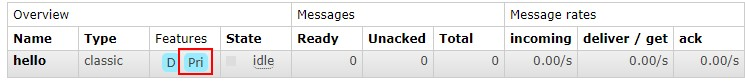 Overview Messages Message rates
Name Type Features State Ready Unacked Total incoming deliver / get ack
hello classic D Pri idle 0 0 0 0.00/s 0.00/s 0.00/s